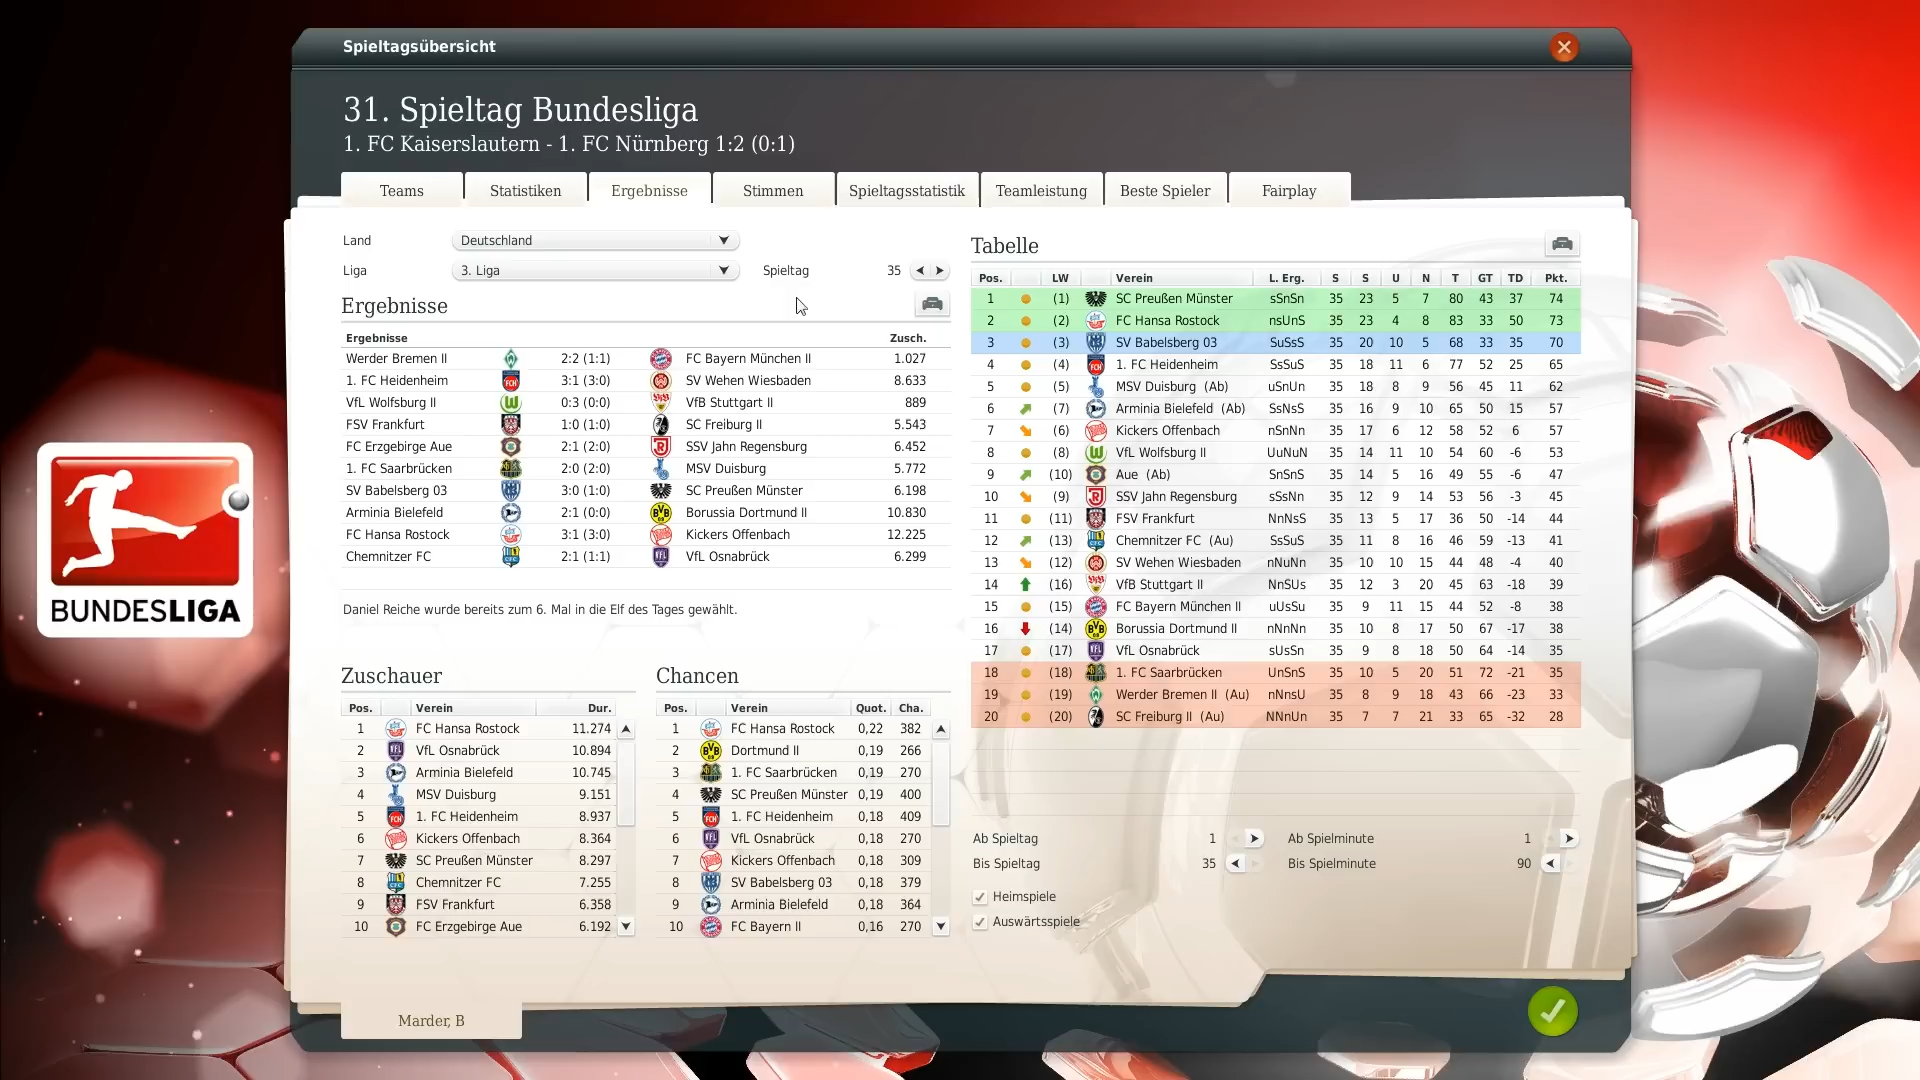 Spieltagsübersicht
31. Spieltag Bundesliga
1. FC Kaiserslautern - 1. FC Nürnberg 1:2 (0:1)
Teams Statistiken Ergebnisse Stimmen Spieltagsstatistik Teamleistung Beste Spieler Fairplay
Land Deutschland
Liga 3. Liga Spieltag 35
Ergebnisse
Ergebnisse Zusch.
Werder Bremen II 2:2 (1:1) FC Bayern München II 1.027
1. FC Heidenheim 3:1 (3:0) SV Wehen Wiesbaden 8.633
VfL Wolfsburg II 0:3 (0:0) VfB Stuttgart II 889
FSV Frankfurt 1:0 (1:0) SC Freiburg II 5.543
FC Erzgebirge Aue 2:1 (2:0) SSV Jahn Regensburg 6.452
1. FC Saarbrücken 2:0 (2:0) MSV Duisburg 5.772
SV Babelsberg 03 3:0 (1:0) SC Preußen Münster 6.198
Arminia Bielefeld 2:1 (0:0) Borussia Dortmund II 10.830
FC Hansa Rostock 3:1 (3:0) Kickers Offenbach 12.225
Chemnitzer FC 2:1 (1:1) VfL Osnabrück 6.299
Daniel Reiche wurde bereits zum 6. Mal in die Elf des Tages gewählt.
Zuschauer
Pos. Verein Dur.
1 FC Hansa Rostock 11.274
2 VfL Osnabrück 10.894
3 Arminia Bielefeld 10.745
4 MSV Duisburg 9.151
5 1. FC Heidenheim 8.937
6 Kickers Offenbach 8.364
7 SC Preußen Münster 8.297
8 Chemnitzer FC 7.255
9 FSV Frankfurt 6.358
10 FC Erzgebirge Aue 6.192
Chancen
Pos. Verein Quot. Cha.
1 FC Hansa Rostock 0,22 382
2 Dortmund II 0,19 266
3 1. FC Saarbrücken 0,19 270
4 SC Preußen Münster 0,19 400
5 1. FC Heidenheim 0,18 409
6 VfL Osnabrück 0,18 270
7 Kickers Offenbach 0,18 309
8 SV Babelsberg 03 0,18 379
9 Arminia Bielefeld 0,18 364
10 FC Bayern II 0,16 270
Tabelle
Pos. LW Verein L. Erg. S S U N T GT TD Pkt.
1 (1) SC Preußen Münster sSnSn 35 23 5 7 80 43 37 74
2 (2) FC Hansa Rostock nsUnS 35 23 4 8 83 33 50 73
3 (3) SV Babelsberg 03 SuSsS 35 20 10 5 68 33 35 70
4 (4) 1. FC Heidenheim SsSuS 35 18 11 6 77 52 25 65
5 (5) MSV Duisburg (Ab) uSnUn 35 18 8 9 56 45 11 62
6 (7) Arminia Bielefeld (Ab) SsNsS 35 16 9 10 65 50 15 57
7 (6) Kickers Offenbach nSnNn 35 17 6 12 58 52 6 57
8 (8) VfL Wolfsburg II UuNuN 35 14 11 10 54 60 -6 53
9 (10) Aue (Ab) SnSnS 35 14 5 16 49 55 -6 47
10 (9) SSV Jahn Regensburg sSsNn 35 12 9 14 53 56 -3 45
11 (11) FSV Frankfurt NnNsS 35 13 5 17 36 50 -14 44
12 (13) Chemnitzer FC (Au) SsSuS 35 11 8 16 46 59 -13 41
13 (12) SV Wehen Wiesbaden nNuNn 35 10 10 15 44 48 -4 40
14 (16) VfB Stuttgart II NnSUs 35 12 3 20 45 63 -18 39
15 (15) FC Bayern München II uUsSu 35 9 11 15 44 52 -8 38
16 (14) Borussia Dortmund II nNnNn 35 10 8 17 50 67 -17 38
17 (17) VfL Osnabrück sUsSn 35 9 8 18 50 64 -14 35
18 (18) 1. FC Saarbrücken UnSnS 35 10 5 20 51 72 -21 35
19 (19) Werder Bremen II (Au) nNnsU 35 8 9 18 43 66 -23 33
20 (20) SC Freiburg II (Au) NNnUn 35 7 7 21 33 65 -32 28
Ab Spieltag 1 Ab Spielminute 1
Bis Spieltag 35 Bis Spielminute 90
Heimspiele
Auswärtsspiele
Marder, B
BUNDESLIGA